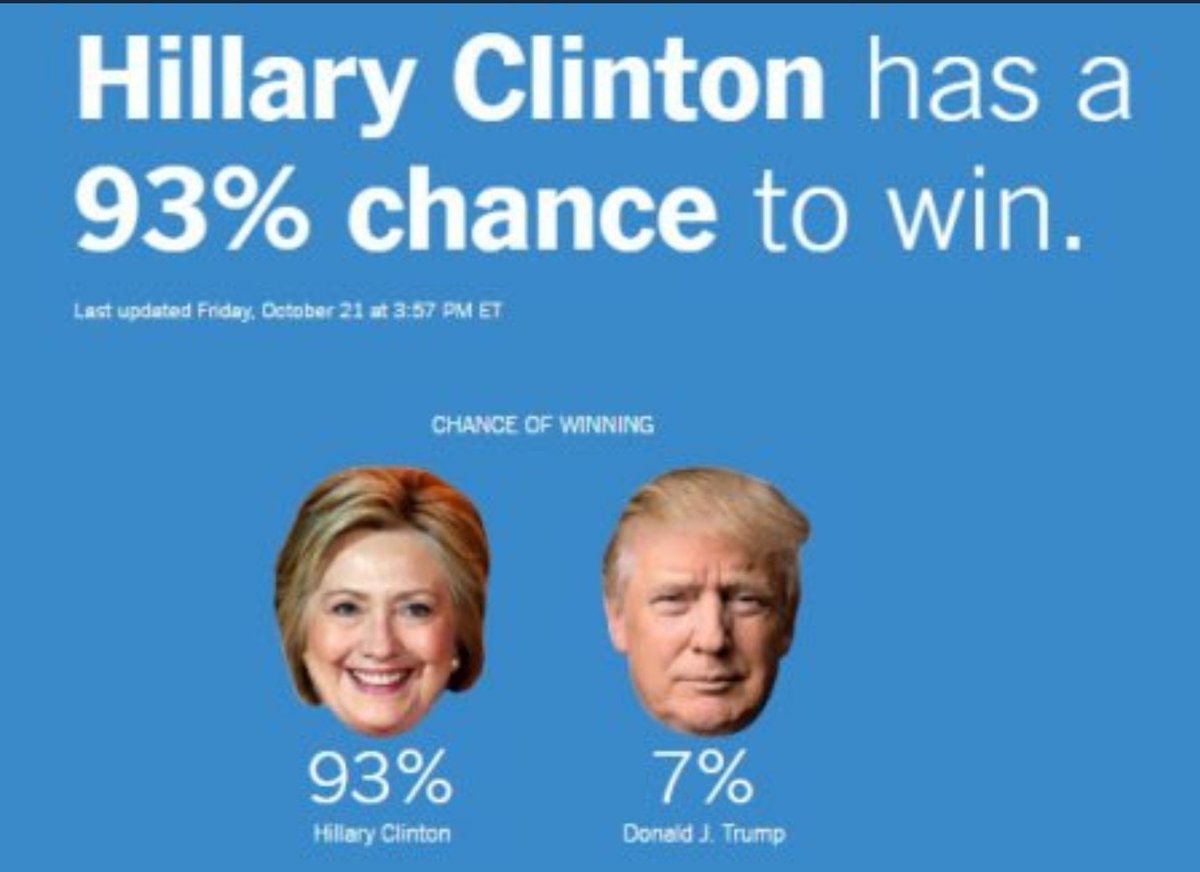 Hillary Clinton has a
93% chance to win.
Last updated Friday, October 21 at 3:57 PM ET
CHANCE OF WINNING
93% 7%
Hillary Clinton Donald J. Trump